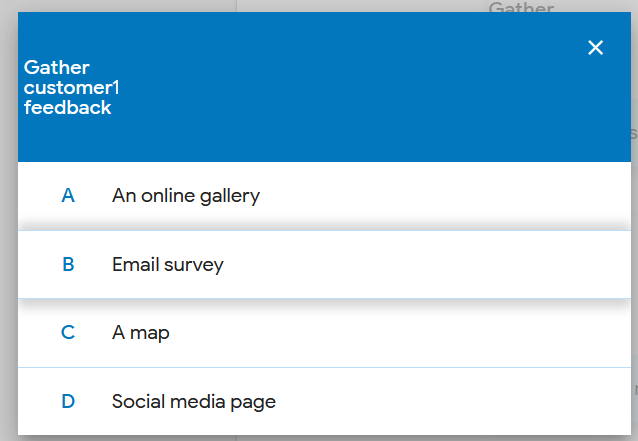 Gather
Gather
customer1
feedback
A An online gallery
B Email survey
C A map
D Social media page